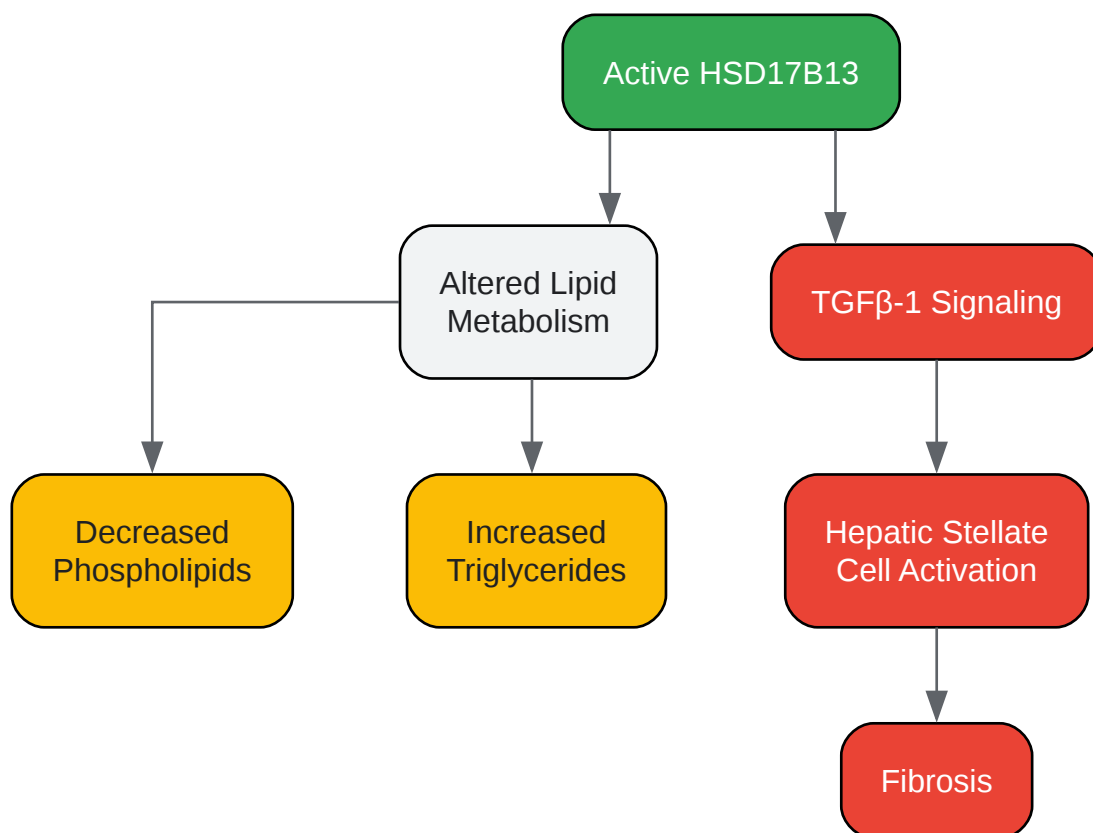 Active HSD17B13
Altered Lipid
Metabolism
TGFβ-1 Signaling
Decreased
Phospholipids
Increased
Triglycerides
Hepatic Stellate
Cell Activation
Fibrosis